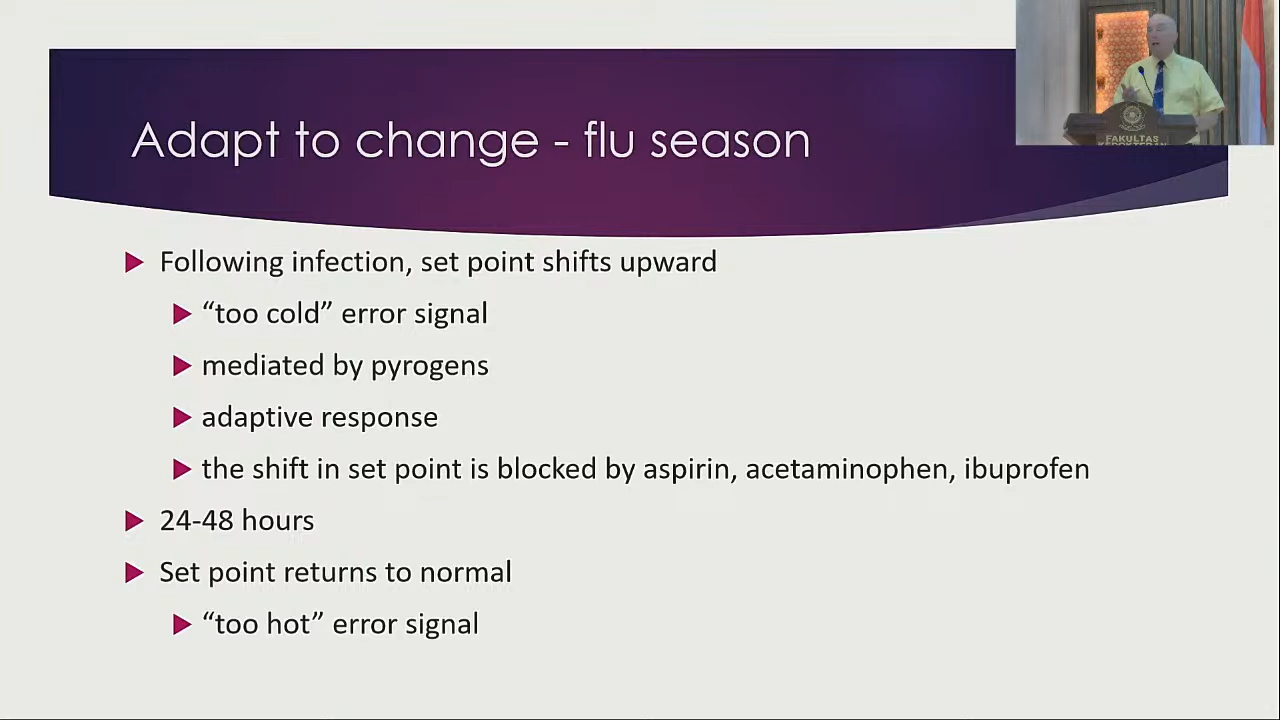 Adapt to change - flu season
FAKULTAS
KEDOKTERAN
Following infection, set point shifts upward
“too cold” error signal
mediated by pyrogens
adaptive response
the shift in set point is blocked by aspirin, acetaminophen, ibuprofen
24-48 hours
Set point returns to normal
“too hot” error signal